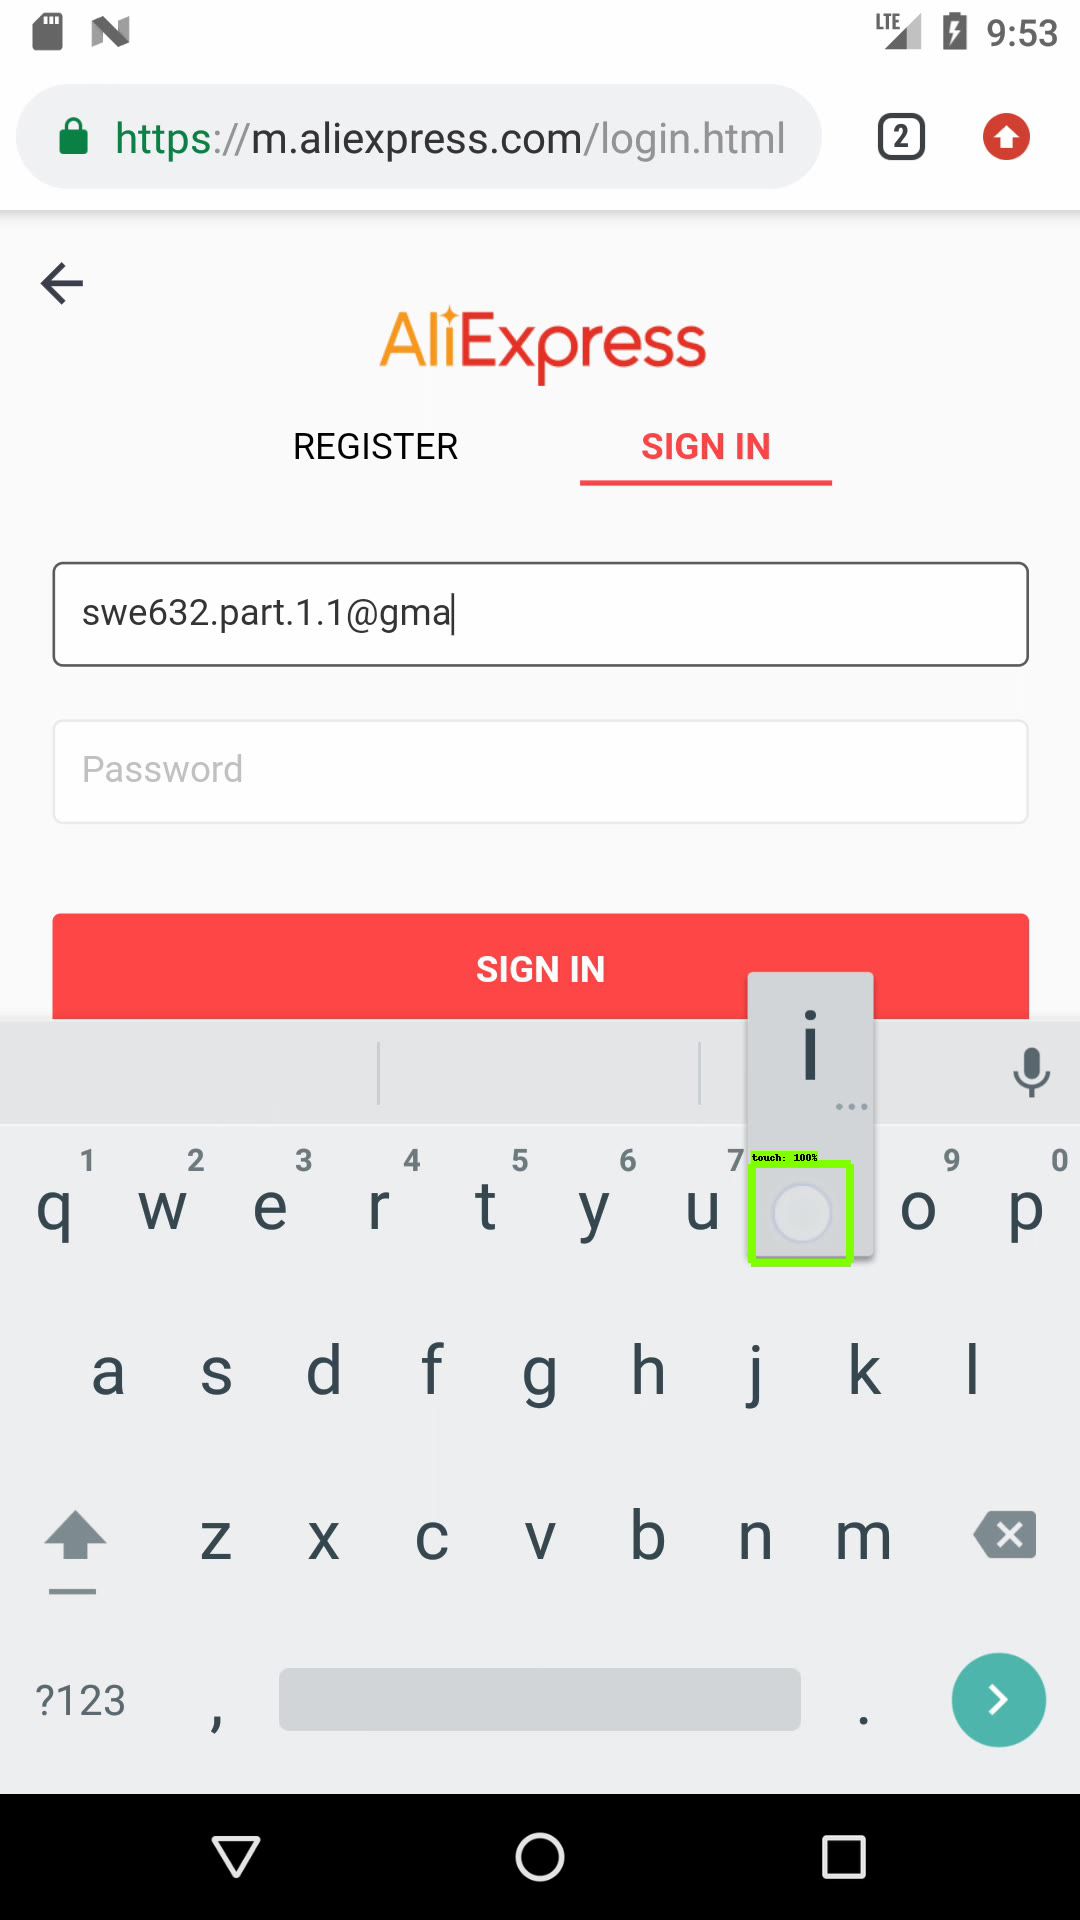 LTE 9:53
https://m.aliexpress.com/login.html 2
AliExpress
REGISTER SIGN IN
swe632.part.1.1@gma
Password
SIGN IN
i
...
touch: 100%
1 2 3 4 5 6 7 9 0
q w e r t y u o p
a s d f g h j k l
z x c v b n m
?123 , .